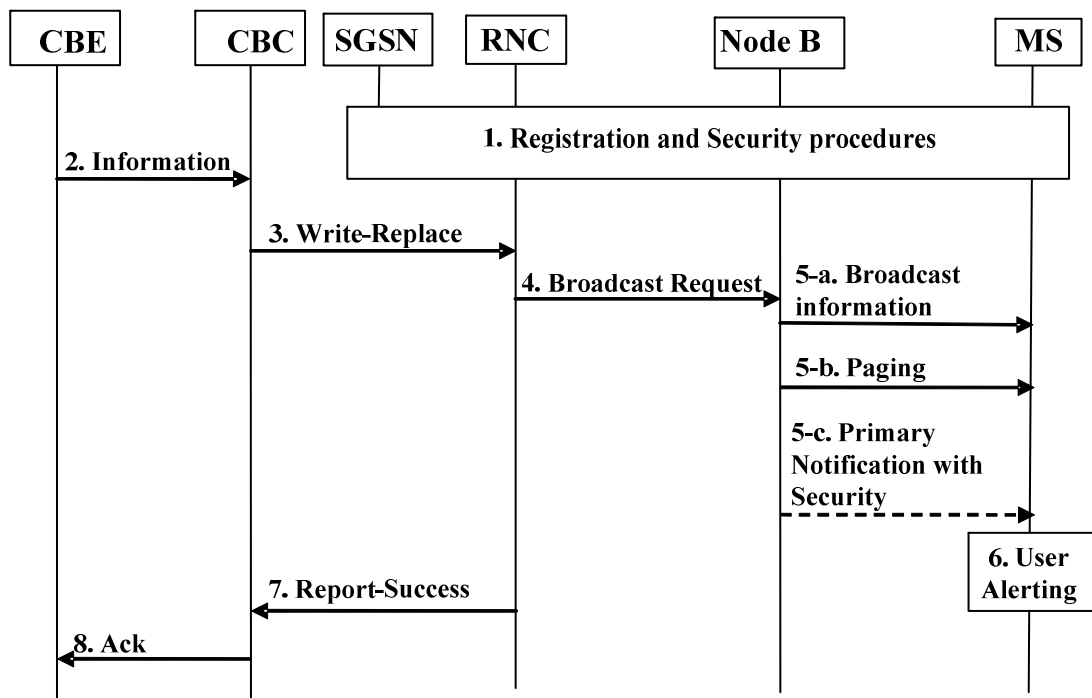 CBE
CBC
SGSN
RNC
Node B
MS
1. Registration and Security procedures
2. Information
3. Write-Replace
4. Broadcast Request
5-a. Broadcast
information
5-b. Paging
5-c. Primary
Notification with
Security
6. User
Alerting
7. Report-Success
8. Ack